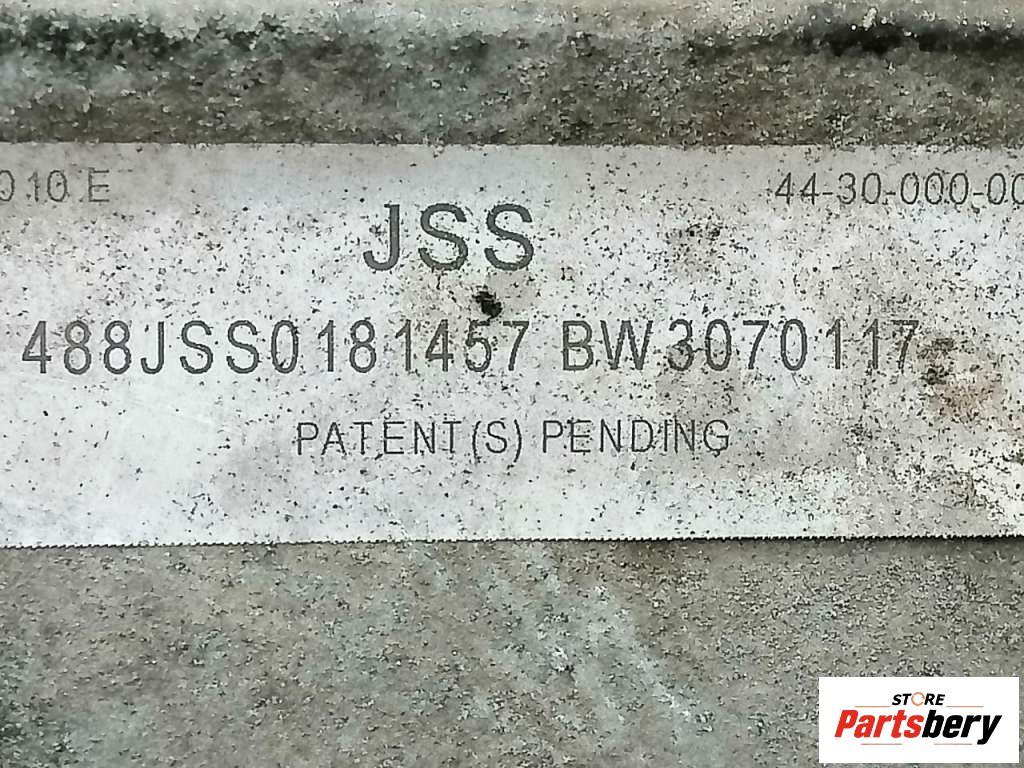 010 E 44-30-000-00
JSS
488JSS0181457 BW3070117
PATENT(S) PENDING
STORE
Partsbery